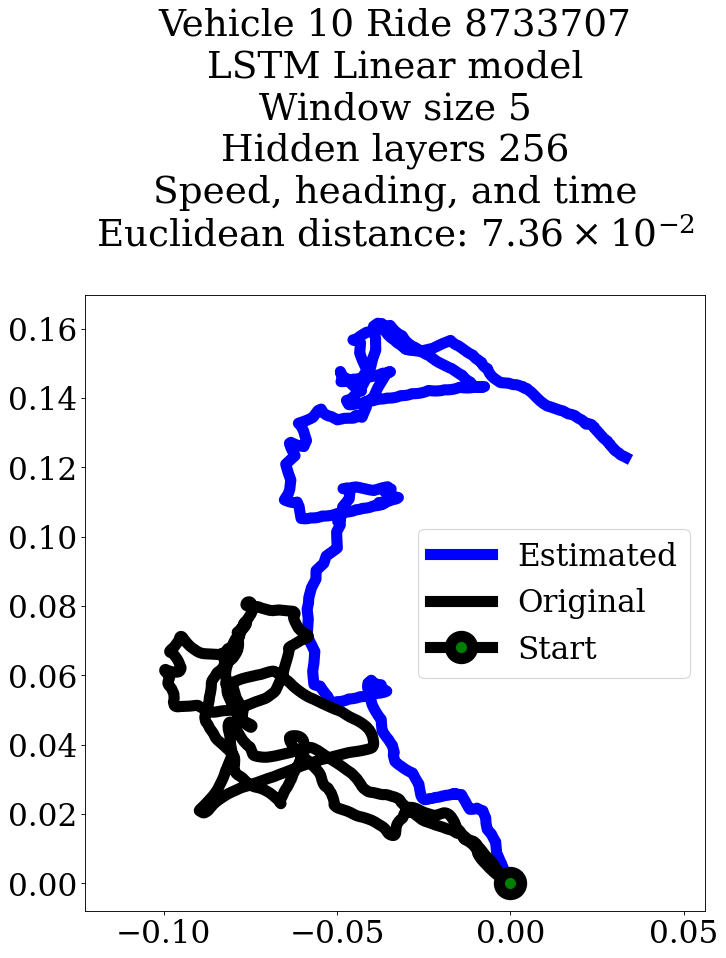 Vehicle 10 Ride 8733707
LSTM Linear model
Window size 5
Hidden layers 256
Speed, heading, and time
Euclidean distance: 7.36 × 10⁻²
0.16
0.14
0.12
0.10
0.08
0.06
0.04
0.02
0.00
Estimated
Original
Start
−0.10
−0.05
0.00
0.05